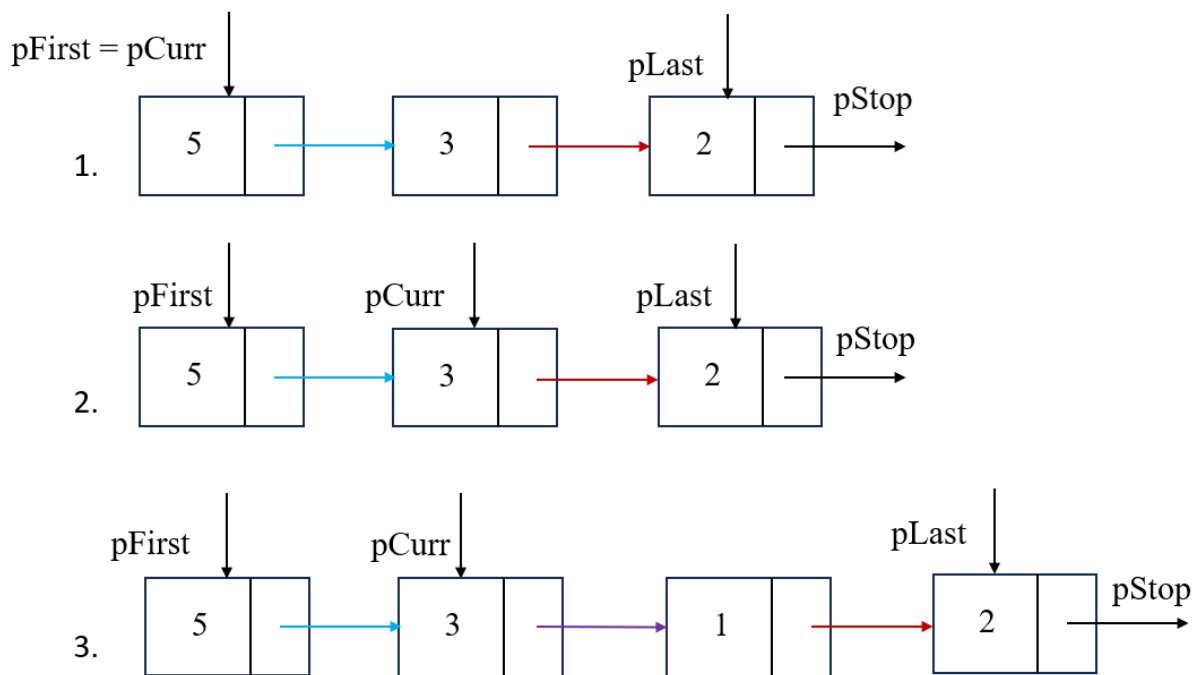 pFirst = pCurr
pLast
pStop
1.
5
3
2
pFirst
pCurr
pLast
pStop
2.
5
3
2
pFirst
pCurr
pLast
pStop
3.
5
3
1
2